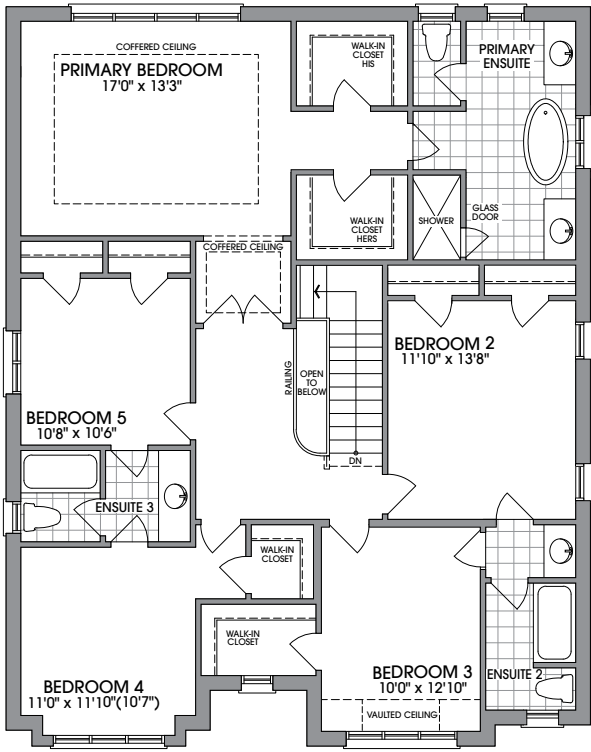 COFFERED CEILING
PRIMARY BEDROOM
17'0" x 13'3"
WALK-IN
CLOSET
HIS
PRIMARY
ENSUITE
WALK-IN
CLOSET
HERS
SHOWER
GLASS
DOOR
COFFERED CEILING
BEDROOM 2
11'10" x 13'8"
RAILING
OPEN
TO
BELOW
DN
BEDROOM 5
10'8" x 10'6"
ENSUITE 3
WALK-IN
CLOSET
WALK-IN
CLOSET
BEDROOM 4
11'0" x 11'10"(10'7")
BEDROOM 3
10'0" x 12'10"
VAULTED CEILING
ENSUITE 2